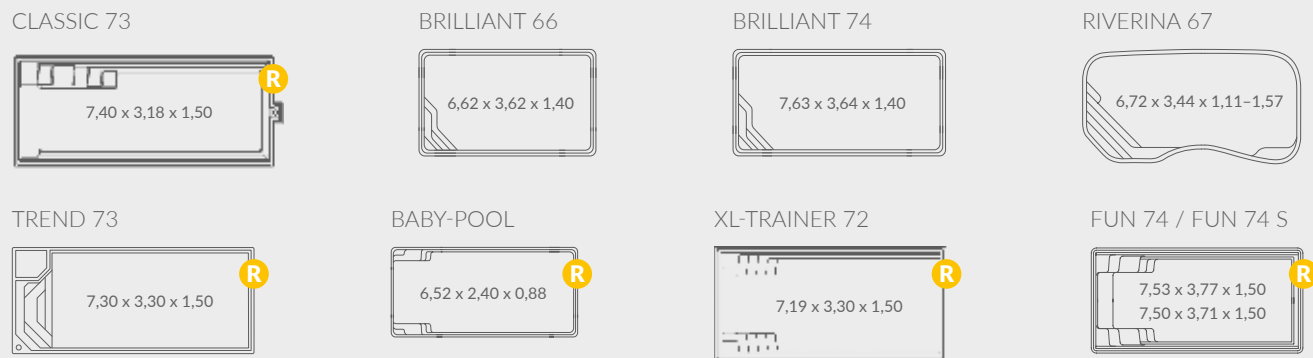 CLASSIC 73
BRILLIANT 66
BRILLIANT 74
RIVERINA 67
R
7,40 x 3,18 x 1,50
6,62 x 3,62 x 1,40
7,63 x 3,64 x 1,40
6,72 x 3,44 x 1,11–1,57
TREND 73
BABY-POOL
XL-TRAINER 72
FUN 74 / FUN 74 S
R
R
R
R
7,30 x 3,30 x 1,50
6,52 x 2,40 x 0,88
7,19 x 3,30 x 1,50
7,53 x 3,77 x 1,50
7,50 x 3,71 x 1,50